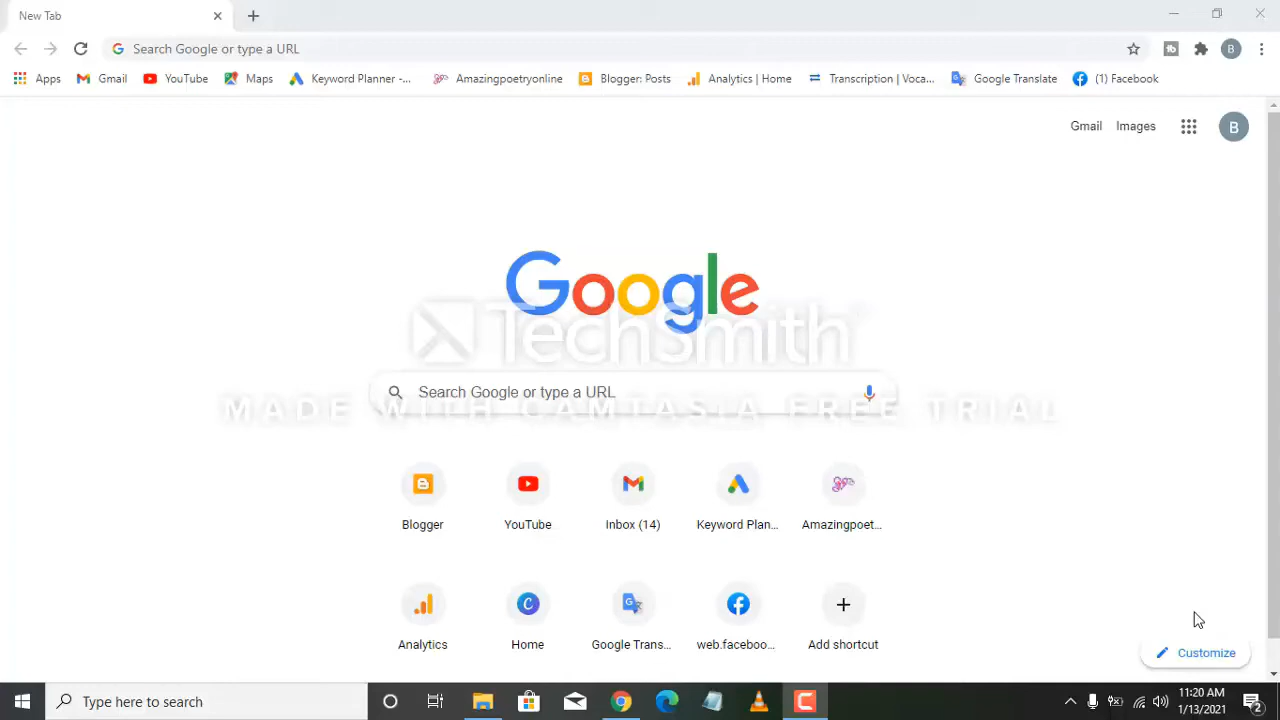 New Tab
Search Google or type a URL
Apps Gmail YouTube Maps Keyword Planner -... Amazingpoetryonline Blogger: Posts Analytics | Home Transcription | Voca... Google Translate (1) Facebook
B
Gmail Images B
Google
TechSmith
Search Google or type a URL
MADE WITH CAMTASIA FREE TRIAL
Blogger YouTube Inbox (14) Keyword Plan... Amazingpoet...
Analytics Home Google Trans... web.faceboo... Add shortcut
Customize
Type here to search
11:20 AM
1/13/2021
2